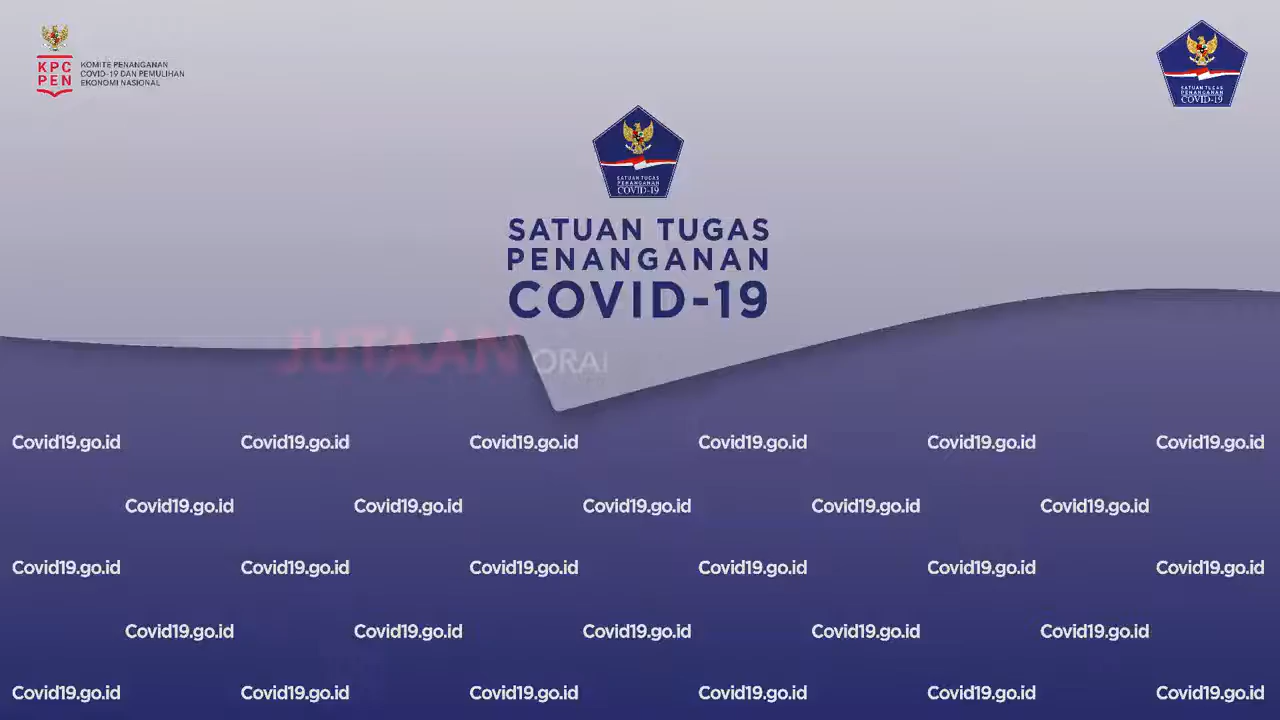 KPC
PEN
KOMITE PENANGANAN
COVID-19 DAN PEMULIHAN
EKONOMI NASIONAL
SATUAN TUGAS
PENANGANAN
COVID-19
SATUAN TUGAS
PENANGANAN
COVID-19
SATUAN TUGAS
PENANGANAN
COVID-19
JUTAAN
Covid19.go.id Covid19.go.id Covid19.go.id Covid19.go.id Covid19.go.id Covid19.go.id
Covid19.go.id Covid19.go.id Covid19.go.id Covid19.go.id Covid19.go.id
Covid19.go.id Covid19.go.id Covid19.go.id Covid19.go.id Covid19.go.id Covid19.go.id
Covid19.go.id Covid19.go.id Covid19.go.id Covid19.go.id Covid19.go.id
Covid19.go.id Covid19.go.id Covid19.go.id Covid19.go.id Covid19.go.id Covid19.go.id